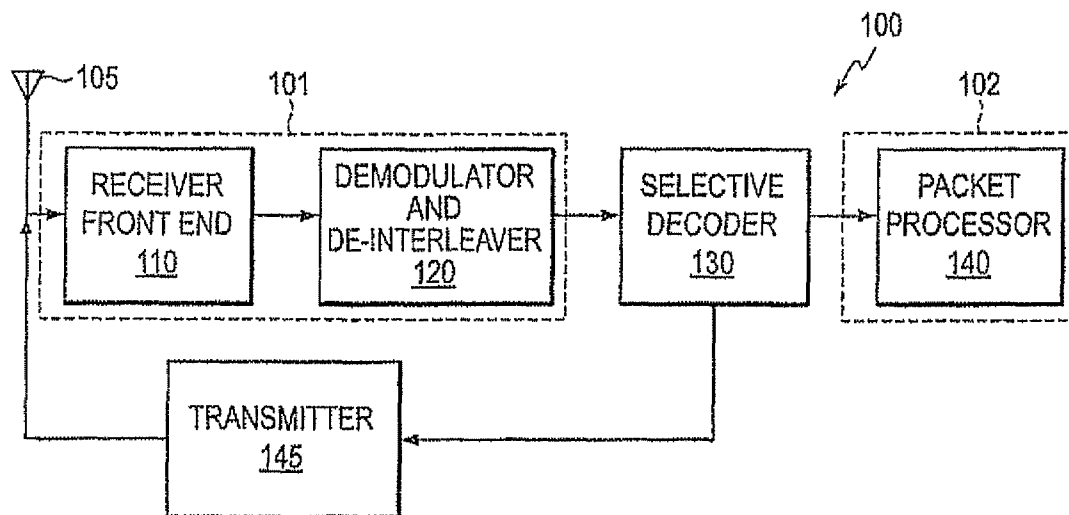 100
105
101
102
RECEIVER
FRONT END
110
DEMODULATOR
AND
DE-INTERLEAVER
120
SELECTIVE
DECODER
130
PACKET
PROCESSOR
140
TRANSMITTER
145